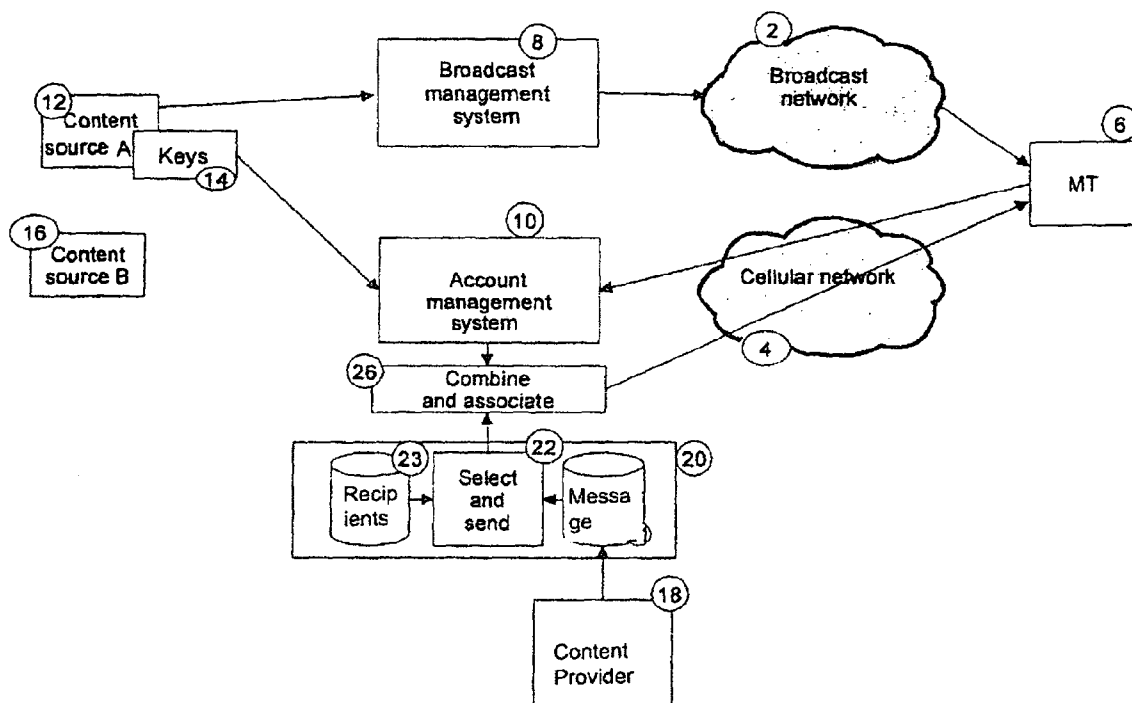 8
Broadcast
management
system
2
Broadcast
network
12
Content
source A
Keys
14
6
MT
16
Content
source B
10
Account
management
system
Cellular network
4
26
Combine
and associate
23
Recip
ients
22
Select
and
send
Messa
ge
20
18
Content
Provider